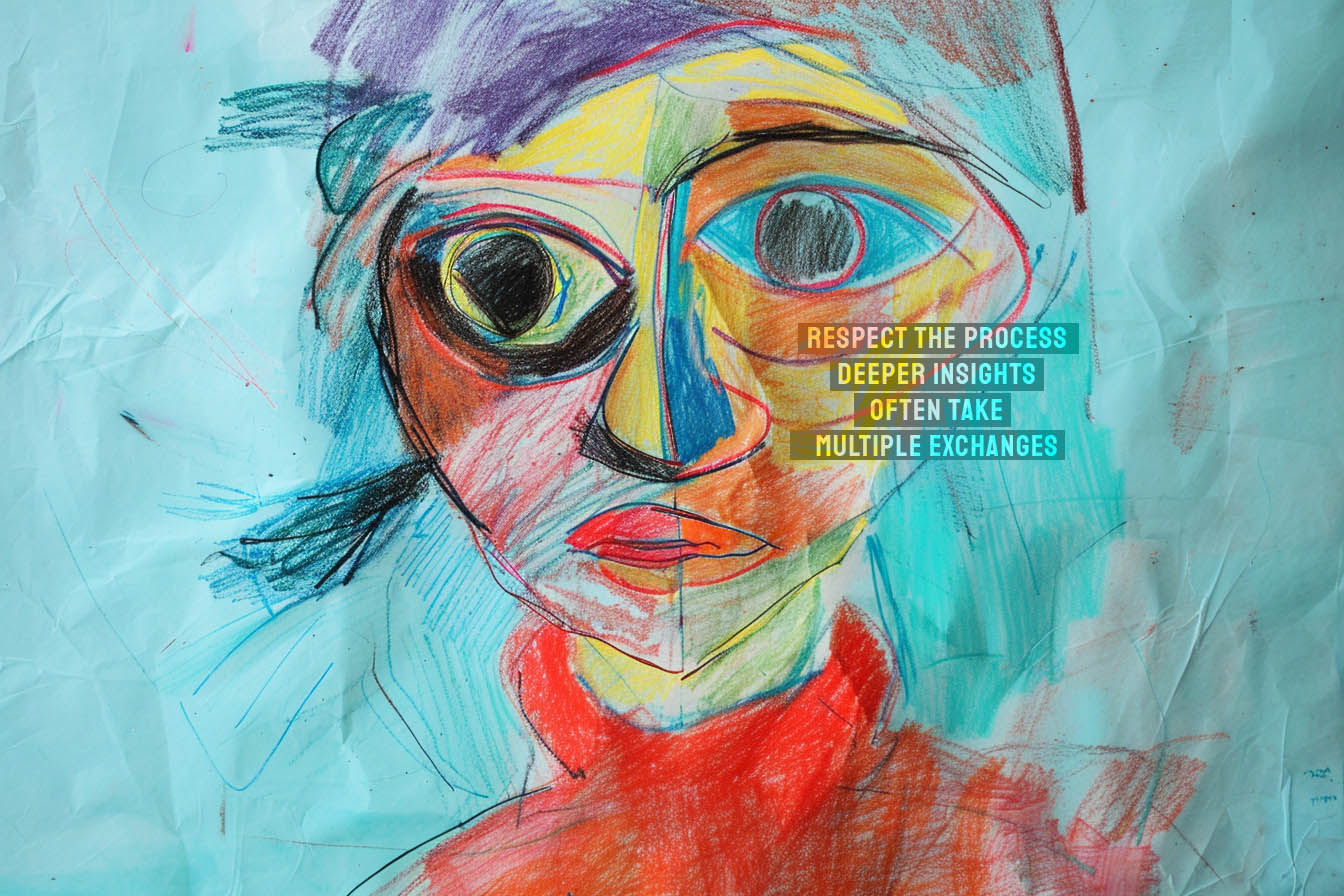 RESPECT THE PROCESS
DEEPER INSIGHTS
OFTEN TAKE
MULTIPLE EXCHANGES